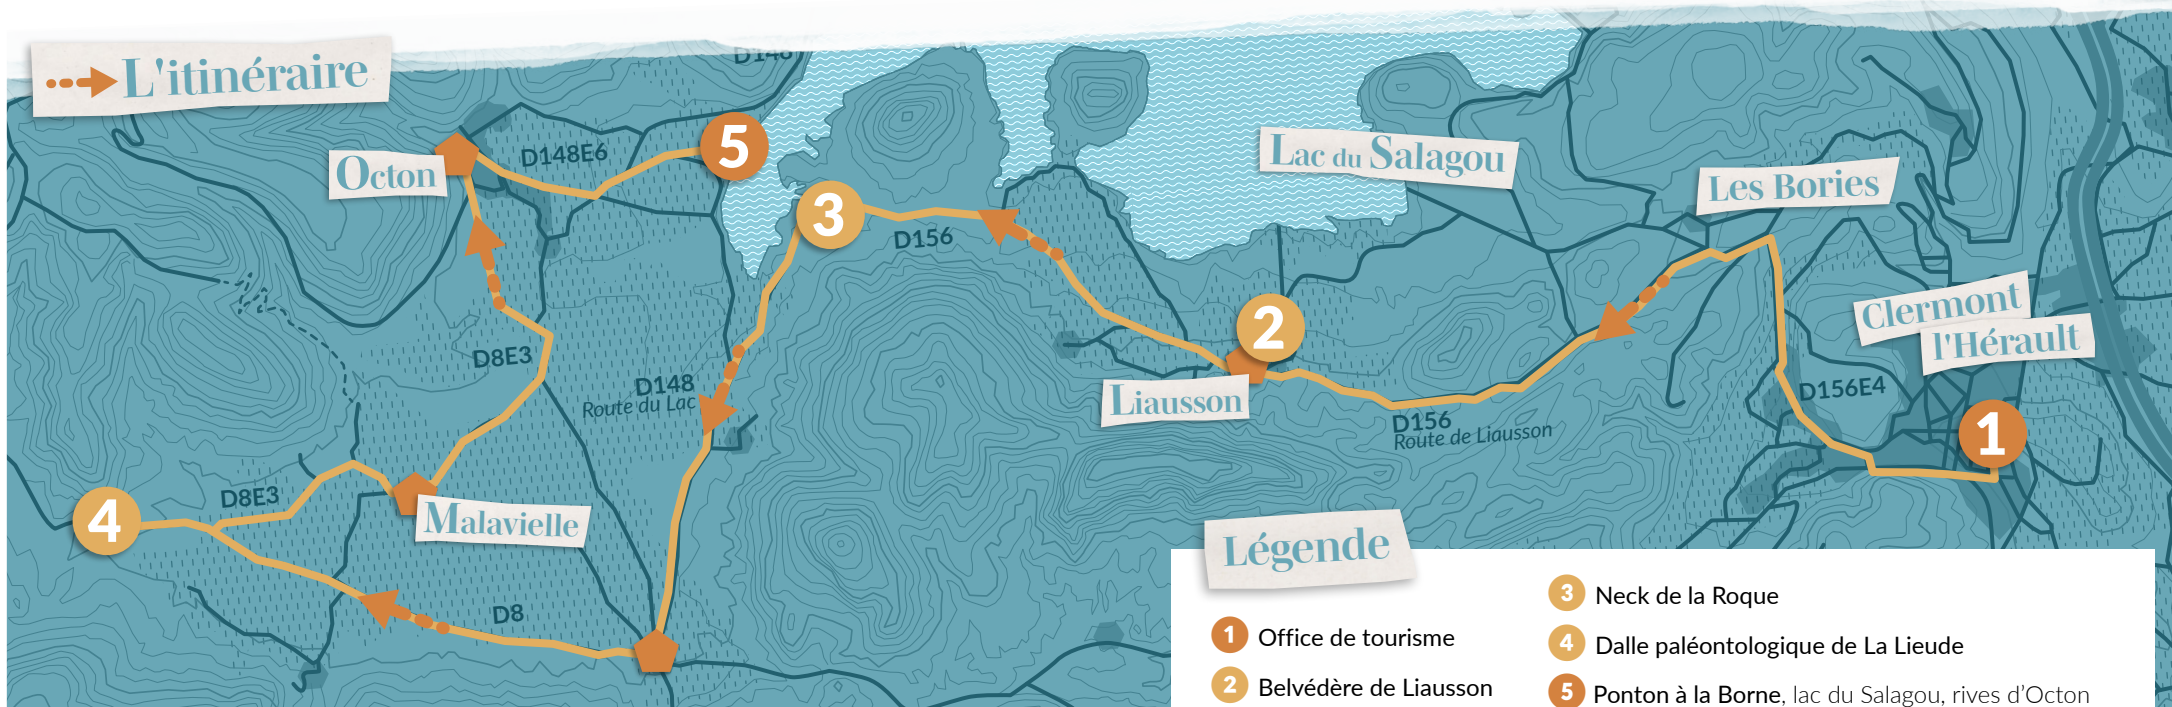 L'itinéraire
D148
Octon
D148E6
5
Lac du Salagou
Les Bories
3
D156
Clermont
l'Hérault
2
D8E3
D148
Route du Lac
Liausson
D156E4
D156
Route de Liausson
1
4
D8E3
Malavielle
D8
Légende
1 Office de tourisme
2 Belvédère de Liausson
3 Neck de la Roque
4 Dalle paléontologique de La Lieude
5 Ponton à la Borne, lac du Salagou, rives d'Octon